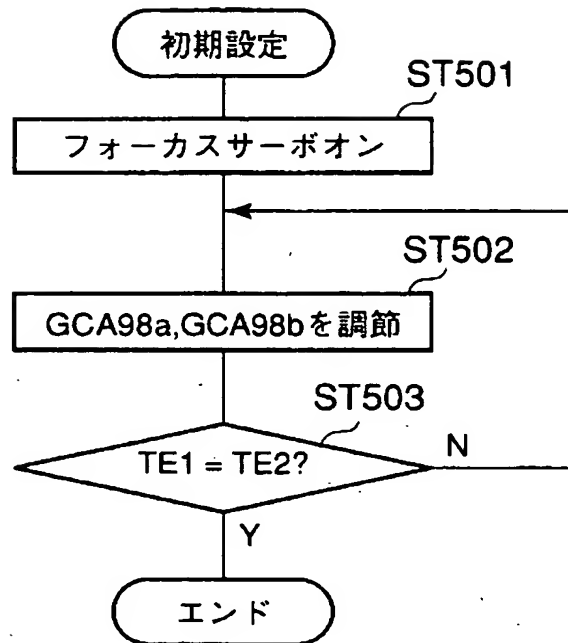 初期設定
ST501
フォーカスサーボオン
ST502
GCA98a,GCA98bを調節
ST503
TE1 = TE2?
N
Y
エンド